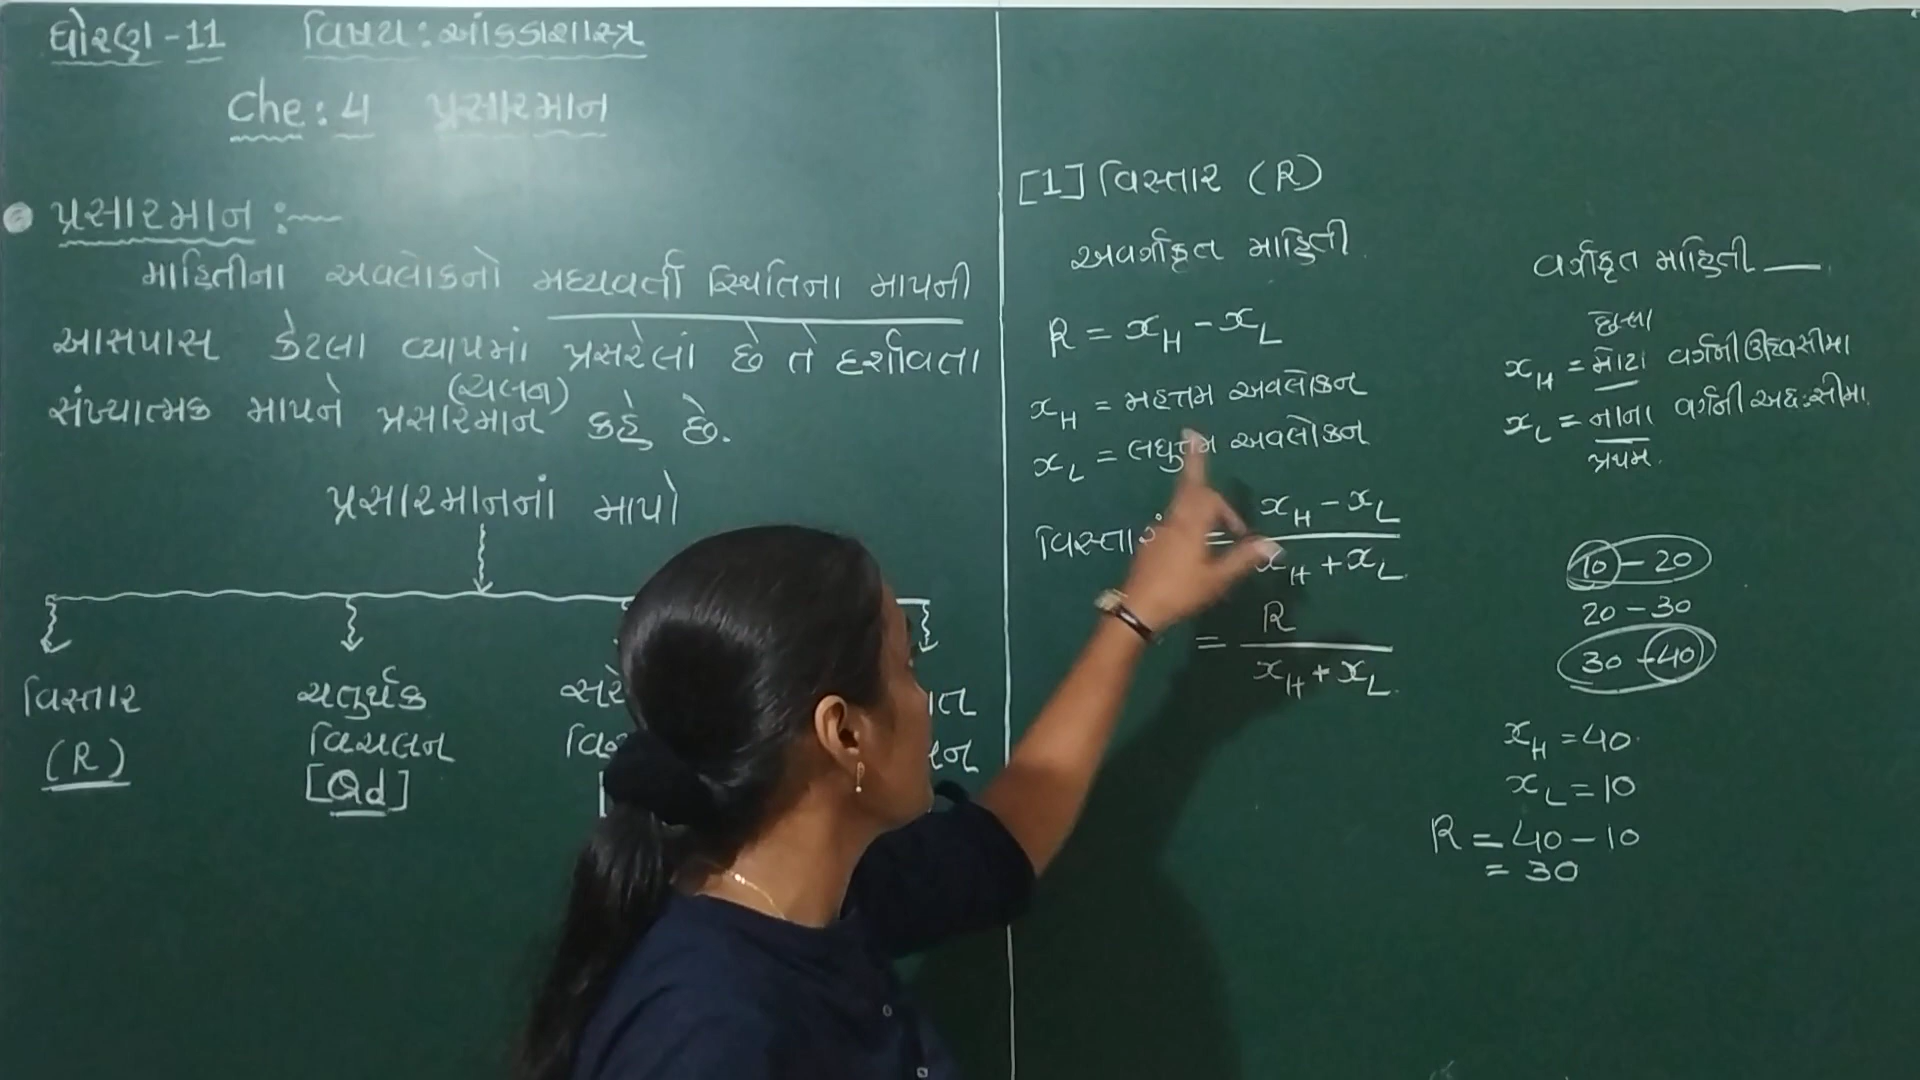 ધોરણ - 11 વિષય : આંકડાશાસ્ત્ર
Che : 4 પ્રસારમાન
પ્રસારમાન :—
માહિતીના અવલોકનો મધ્યવર્તી સ્થિતિના માપની
આસપાસ કેટલા વ્યાપમાં પ્રસરેલાં છે તે દર્શાવતા
(ચલન)
સંખ્યાત્મક માપને પ્રસારમાન કહે છે.
પ્રસારમાનનાં માપો
વિસ્તાર
(R)
ચતુર્થક
વિચલન
[Qd]
[1] વિસ્તાર (R)
અવર્ગીકૃત માહિતી
R = x_H - x_L
x_H = મહત્તમ અવલોકન
x_L = લઘુત્તમ અવલોકન
= x_H - x_L / x_H + x_L
= R / x_H + x_L
વર્ગીકૃત માહિતી —
છેલ્લા
x_H = મોટા વર્ગની ઊર્ધ્વસીમા
x_L = નાના વર્ગની અધઃસીમા
પ્રથમ
10 - 20
20 - 30
30 - 40
x_H = 40
x_L = 10
R = 40 - 10
= 30